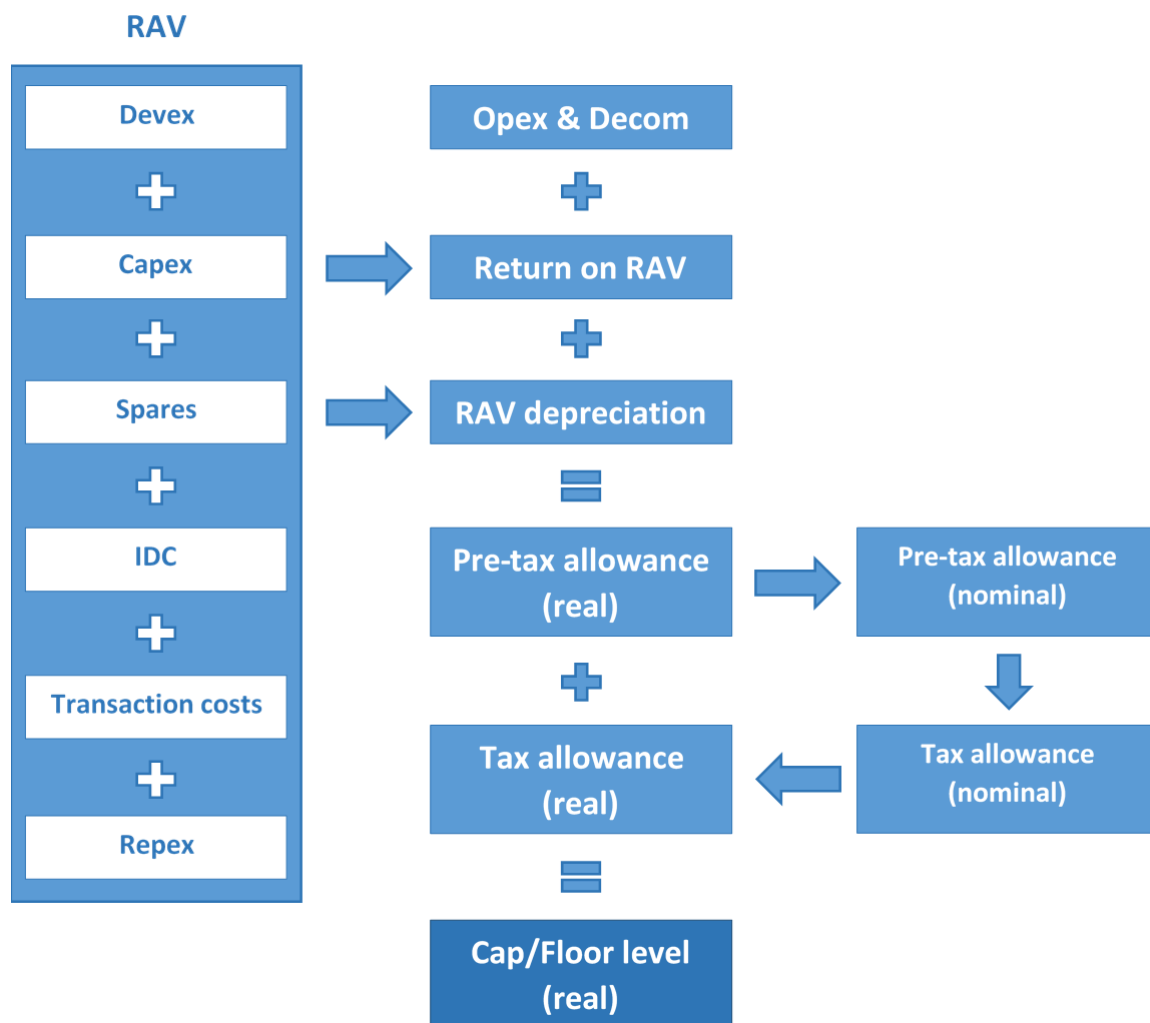 RAV
Devex
Capex
Spares
IDC
Transaction costs
Repex
Opex & Decom
Return on RAV
RAV depreciation
Pre-tax allowance
(real)
Tax allowance
(real)
Cap/Floor level
(real)
Pre-tax allowance
(nominal)
Tax allowance
(nominal)